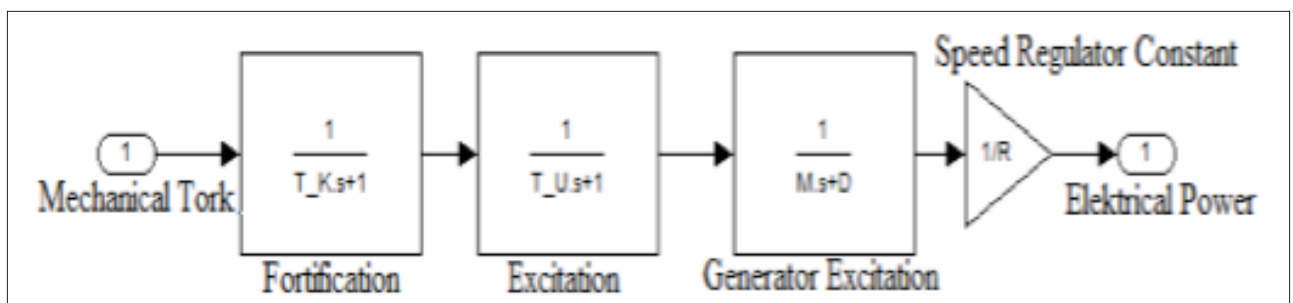 Speed Regulator Constant
1
Mechanical Tork
1
T_K.s+1
Fortification
1
T_U.s+1
Excitation
1
M.s+D
Generator Excitation
1/R
1
Elektrical Power